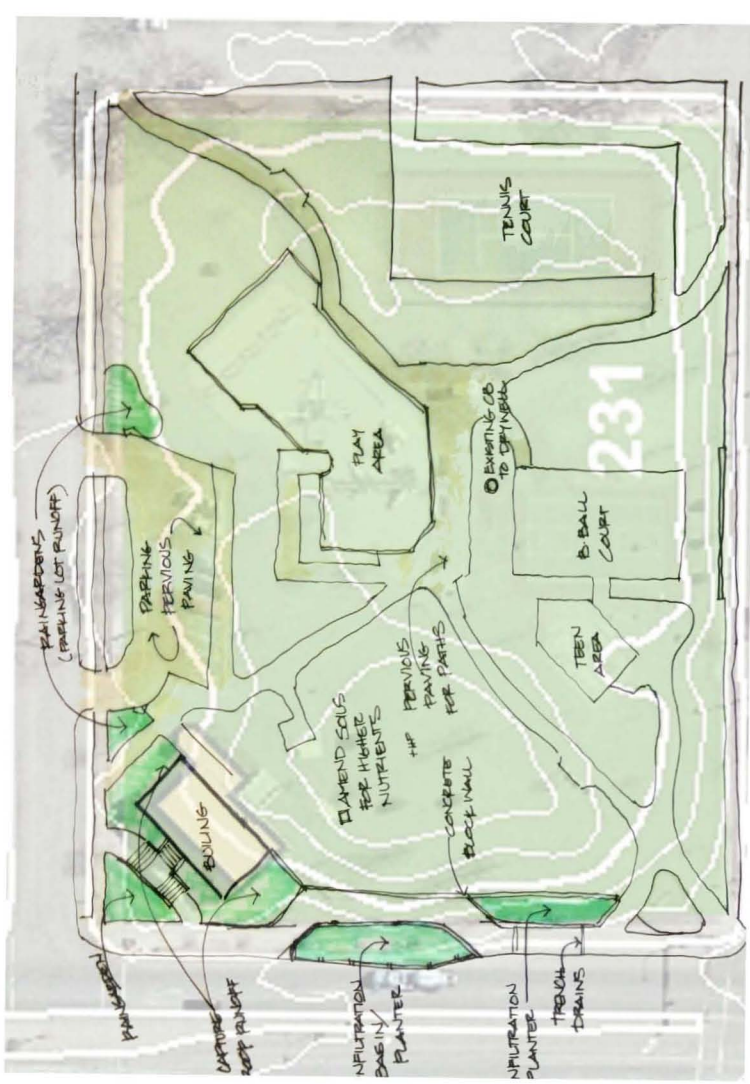 RAINGARDENS
(PARKING LOT RUNOFF)
PARKING
PERVIOUS
PAVING
TENNIS
COURT
PLAY
AREA
EXISTING CB
TO DRYWELL
231
B. BALL
COURT
TEEN
AREA
PERVIOUS
PAVING
FOR PATHS
AMEND SOILS
FOR HIGHER
NUTRIENTS
CONCRETE
BLOCK WALL
BUILING
RAINGARDEN
CAPTURE
ROOF RUNOFF
INFILTRATION
BASIN/
PLANTER
INFILTRATION
PLANTER
TRENCH
DRAINS